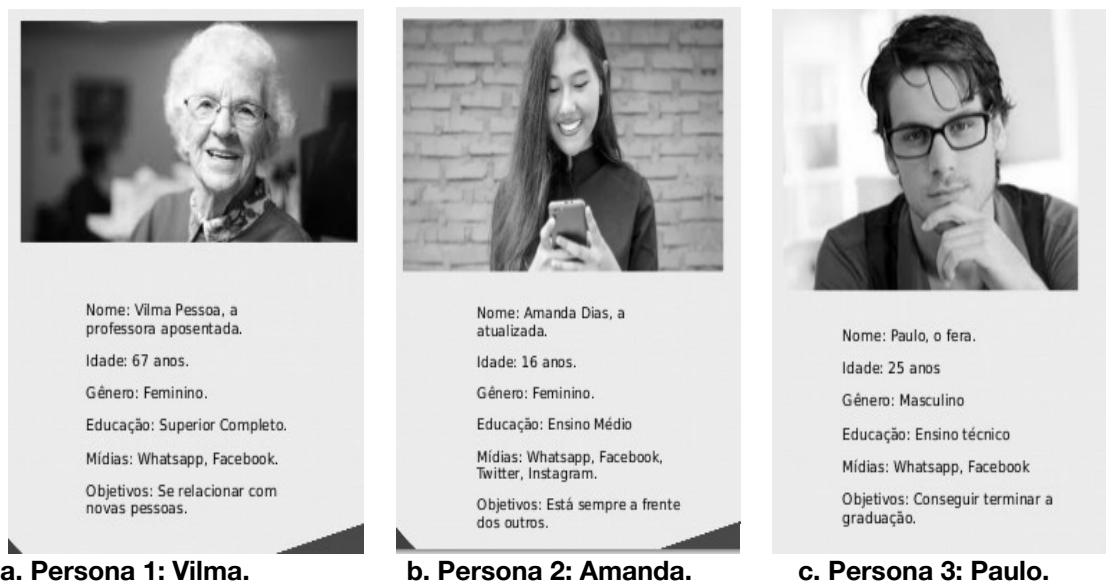 Nome: Vilma Pessoa, a
professora aposentada.
Idade: 67 anos.
Gênero: Feminino.
Educação: Superior Completo.
Mídias: Whatsapp, Facebook.
Objetivos: Se relacionar com
novas pessoas.
a. Persona 1: Vilma.
Nome: Amanda Dias, a
atualizada.
Idade: 16 anos.
Gênero: Feminino.
Educação: Ensino Médio
Mídias: Whatsapp, Facebook,
Twitter, Instagram.
Objetivos: Está sempre a frente
dos outros.
b. Persona 2: Amanda.
Nome: Paulo, o fera.
Idade: 25 anos
Gênero: Masculino
Educação: Ensino técnico
Mídias: Whatsapp, Facebook
Objetivos: Conseguir terminar a
graduação.
c. Persona 3: Paulo.